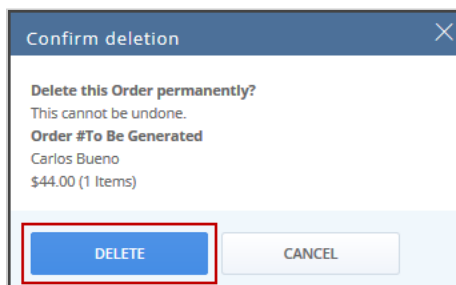 Confirm deletion
Delete this Order permanently?
This cannot be undone.
Order #To Be Generated
Carlos Bueno
$44.00 (1 Items)
DELETE
CANCEL